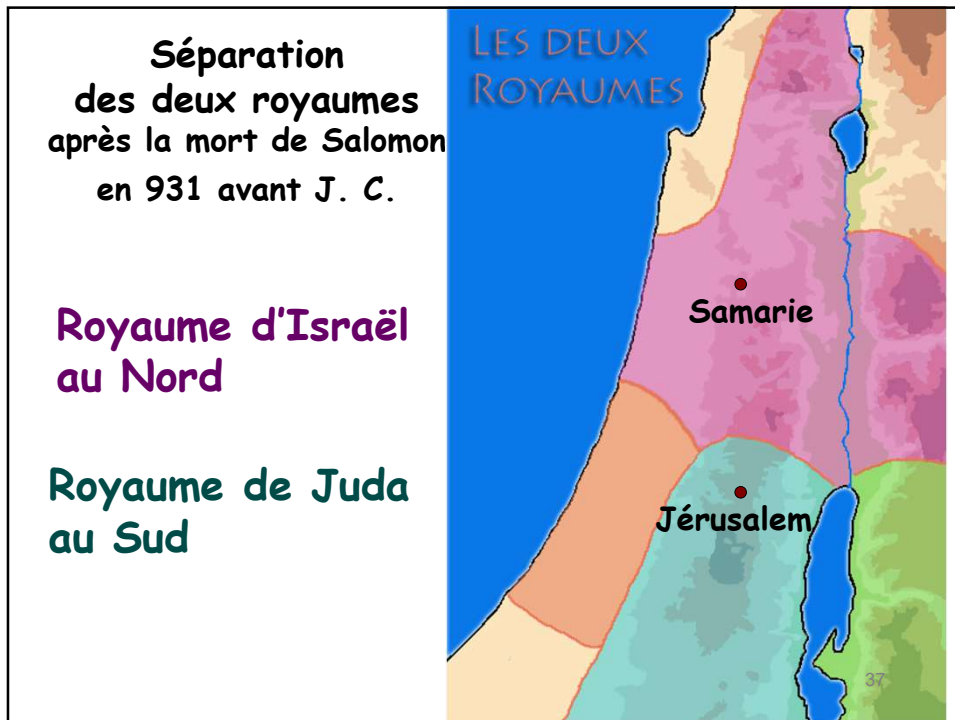 Séparation
des deux royaumes
après la mort de Salomon
en 931 avant J. C.
Royaume d'Israël
au Nord
Royaume de Juda
au Sud
LES DEUX
ROYAUMES
Samarie
Jérusalem
37